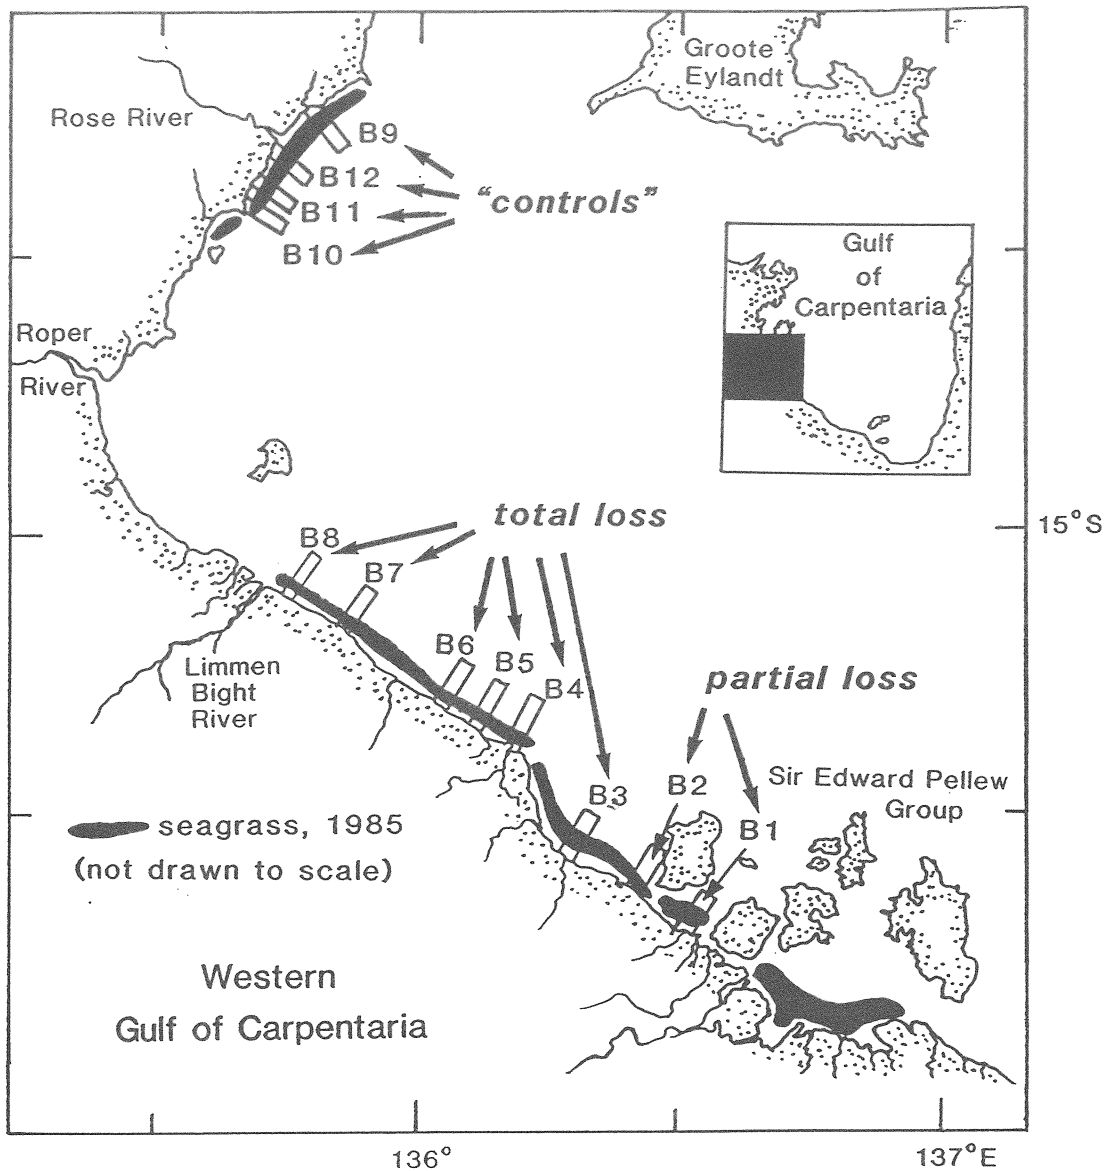 Groote
Eylandt
Rose River
B9
B12
"controls"
B11
B10
Gulf
of
Carpentaria
Roper
River
total loss
15°S
B8
B7
B6
B5
B4
Limmen
Bight
River
partial loss
Sir Edward Pellew
Group
B3
B2
B1
seagrass, 1985
(not drawn to scale)
Western
Gulf of Carpentaria
136°
137°E